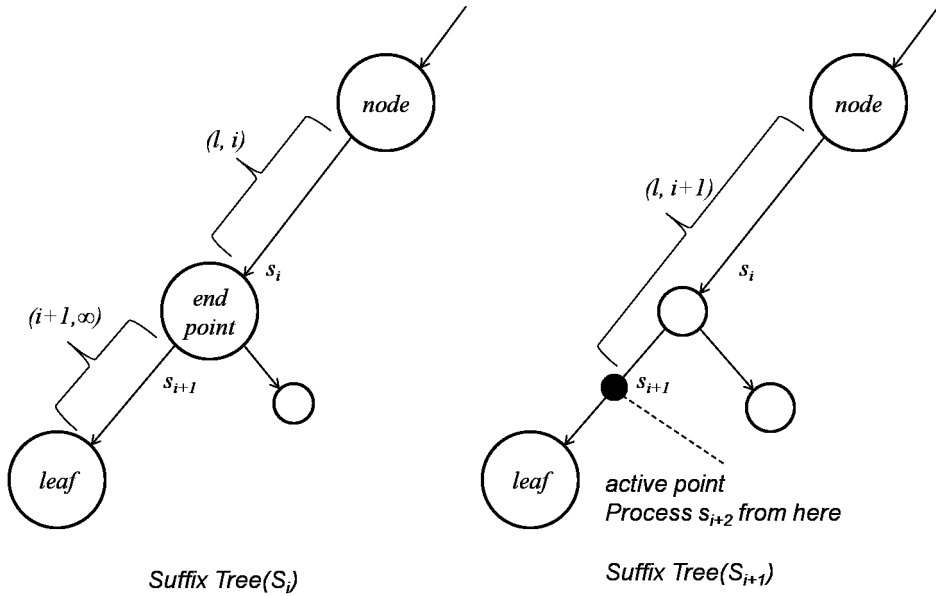 node
(l, i)
s_i
end
point
(i+1,∞)
s_{i+1}
leaf
Suffix Tree(S_i)
node
(l, i+1)
s_i
s_{i+1}
leaf
active point
Process s_{i+2} from here
Suffix Tree(S_{i+1})